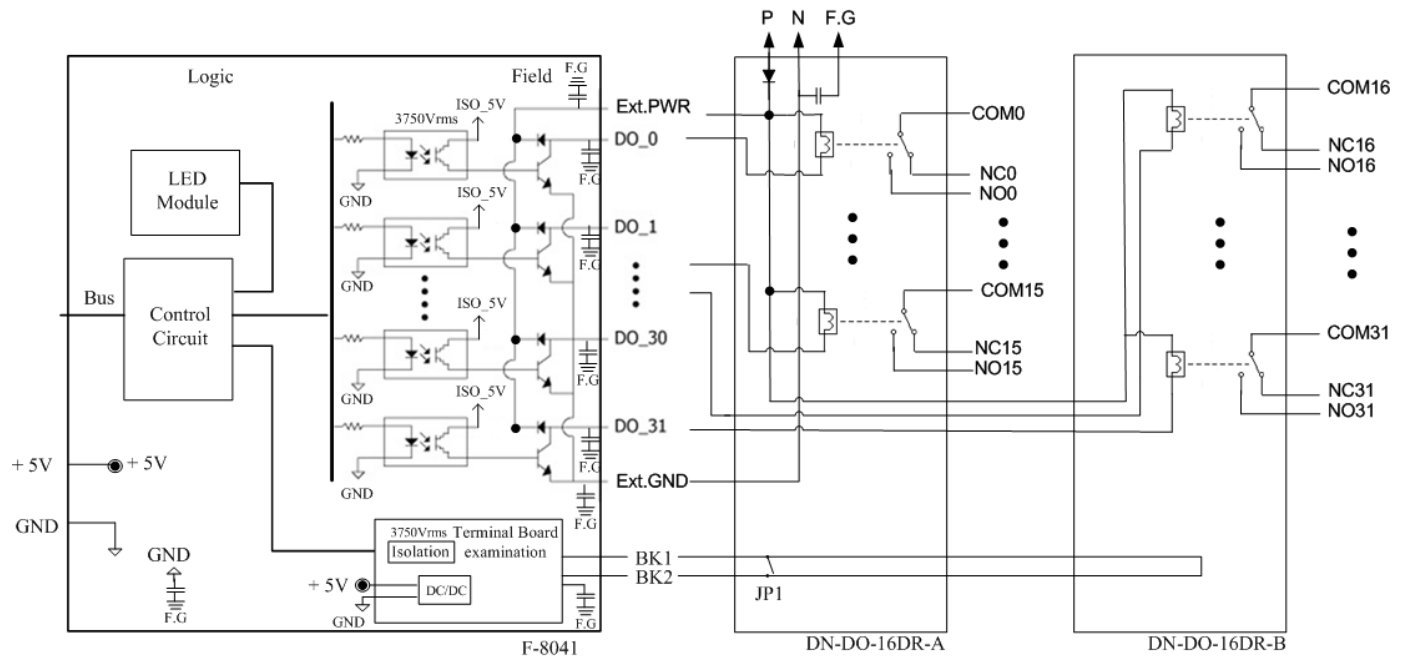 P N F.G
Logic
Field
F.G
Ext.PWR
3750Vrms
ISO_5V
DO_0
F.G
GND
COM0
NC0
NO0
COM16
NC16
NO16
LED
Module
ISO_5V
DO_1
F.G
GND
Bus
Control
Circuit
ISO_5V
DO_30
F.G
GND
COM15
NC15
NO15
COM31
NC31
NO31
ISO_5V
DO_31
F.G
GND
+ 5V
+ 5V
Ext.GND
F.G
GND
GND
F.G
3750Vrms
Isolation
Terminal Board
examination
+ 5V
DC/DC
GND
F.G
BK1
BK2
JP1
F-8041
DN-DO-16DR-A
DN-DO-16DR-B